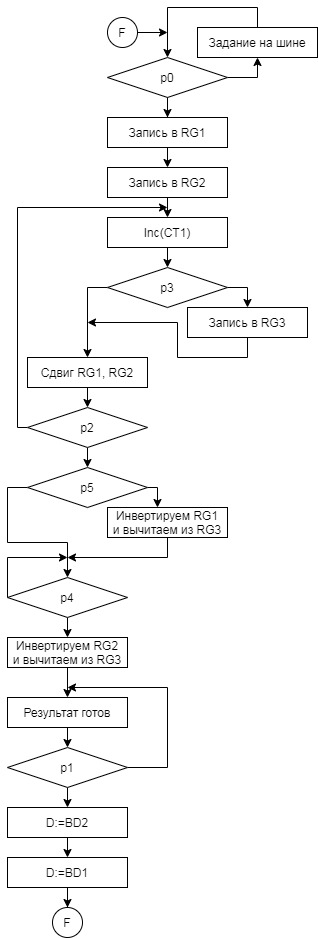 F
Задание на шине
p0
Запись в RG1
Запись в RG2
Inc(CT1)
p3
Запись в RG3
Сдвиг RG1, RG2
p2
p5
Инвертируем RG1
и вычитаем из RG3
p4
Инвертируем RG2
и вычитаем из RG3
Результат готов
p1
D:=BD2
D:=BD1
F